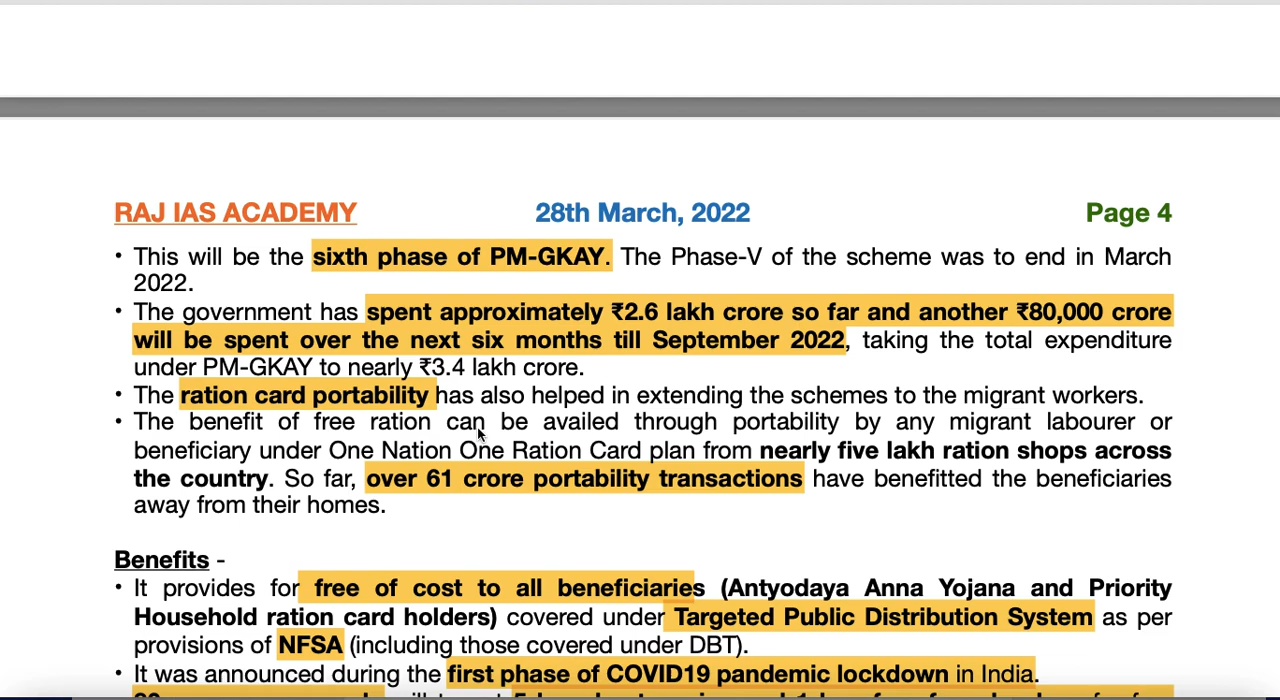 RAJ IAS ACADEMY 28th March, 2022 Page 4
• This will be the sixth phase of PM-GKAY. The Phase-V of the scheme was to end in March
2022.
• The government has spent approximately ₹2.6 lakh crore so far and another ₹80,000 crore
will be spent over the next six months till September 2022, taking the total expenditure
under PM-GKAY to nearly ₹3.4 lakh crore.
• The ration card portability has also helped in extending the schemes to the migrant workers.
• The benefit of free ration can be availed through portability by any migrant labourer or
beneficiary under One Nation One Ration Card plan from nearly five lakh ration shops across
the country. So far, over 61 crore portability transactions have benefitted the beneficiaries
away from their homes.
Benefits -
• It provides for free of cost to all beneficiaries (Antyodaya Anna Yojana and Priority
Household ration card holders) covered under Targeted Public Distribution System as per
provisions of NFSA (including those covered under DBT).
• It was announced during the first phase of COVID19 pandemic lockdown in India.